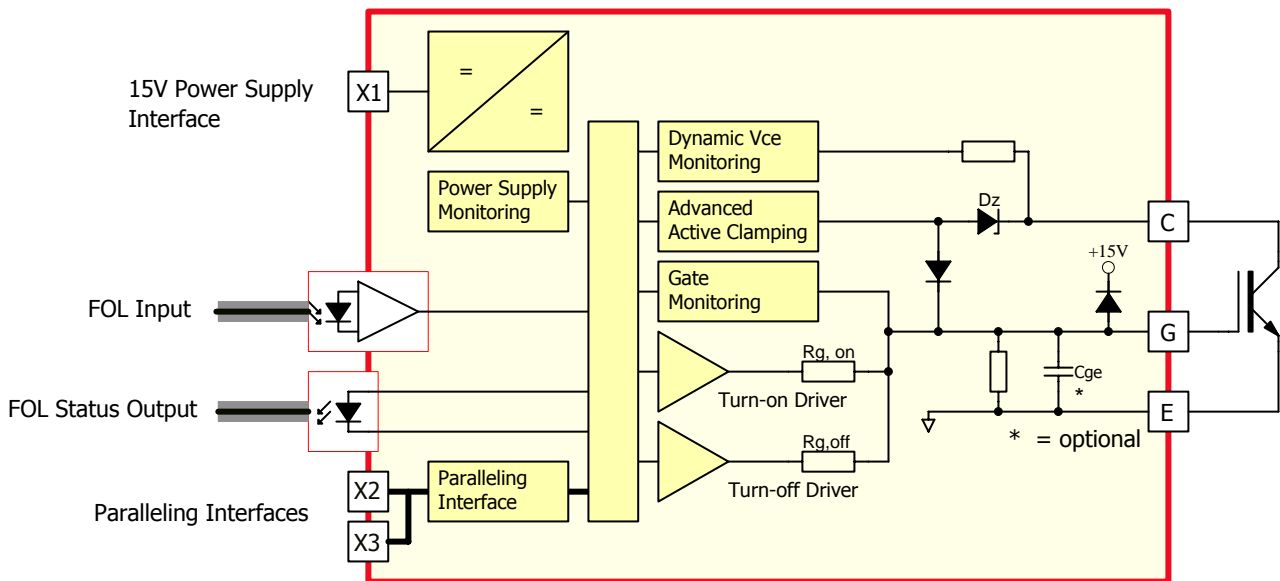 15V Power Supply
Interface
X1
=
=
Power Supply
Monitoring
Dynamic Vce
Monitoring
Advanced
Active Clamping
Gate
Monitoring
Dz
+15V
C
G
E
FOL Input
FOL Status Output
Rg, on
Turn-on Driver
Rg,off
Turn-off Driver
Cge
*
* = optional
Paralleling Interfaces
X2
X3
Paralleling
Interface